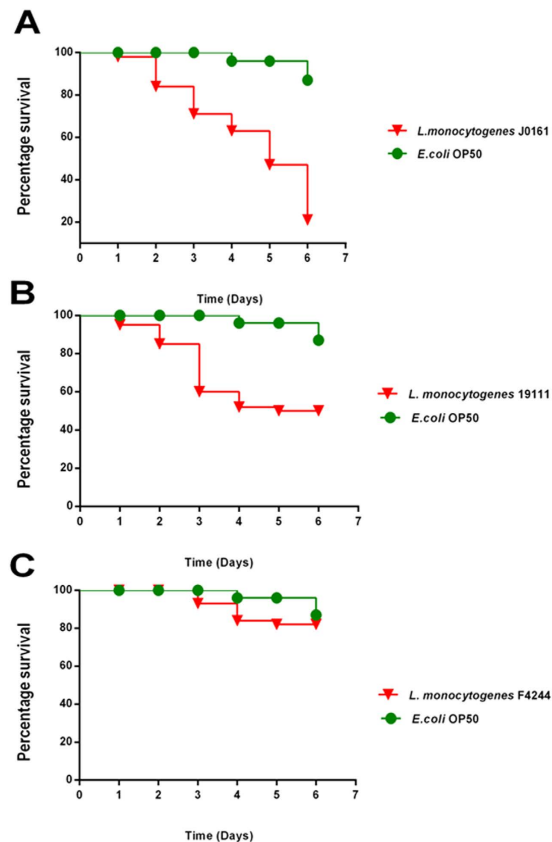 A
Percentage survival
100
80
60
40
20
0 1 2 3 4 5 6 7
Time (Days)
L.monocytogenes J0161
E.coli OP50
B
Percentage survival
100
80
60
40
20
0
0 1 2 3 4 5 6 7
Time (Days)
L. monocytogenes 19111
E.coli OP50
C
Percentage survival
100
80
60
40
20
0
0 1 2 3 4 5 6 7
Time (Days)
L. monocytogenes F4244
E.coli OP50